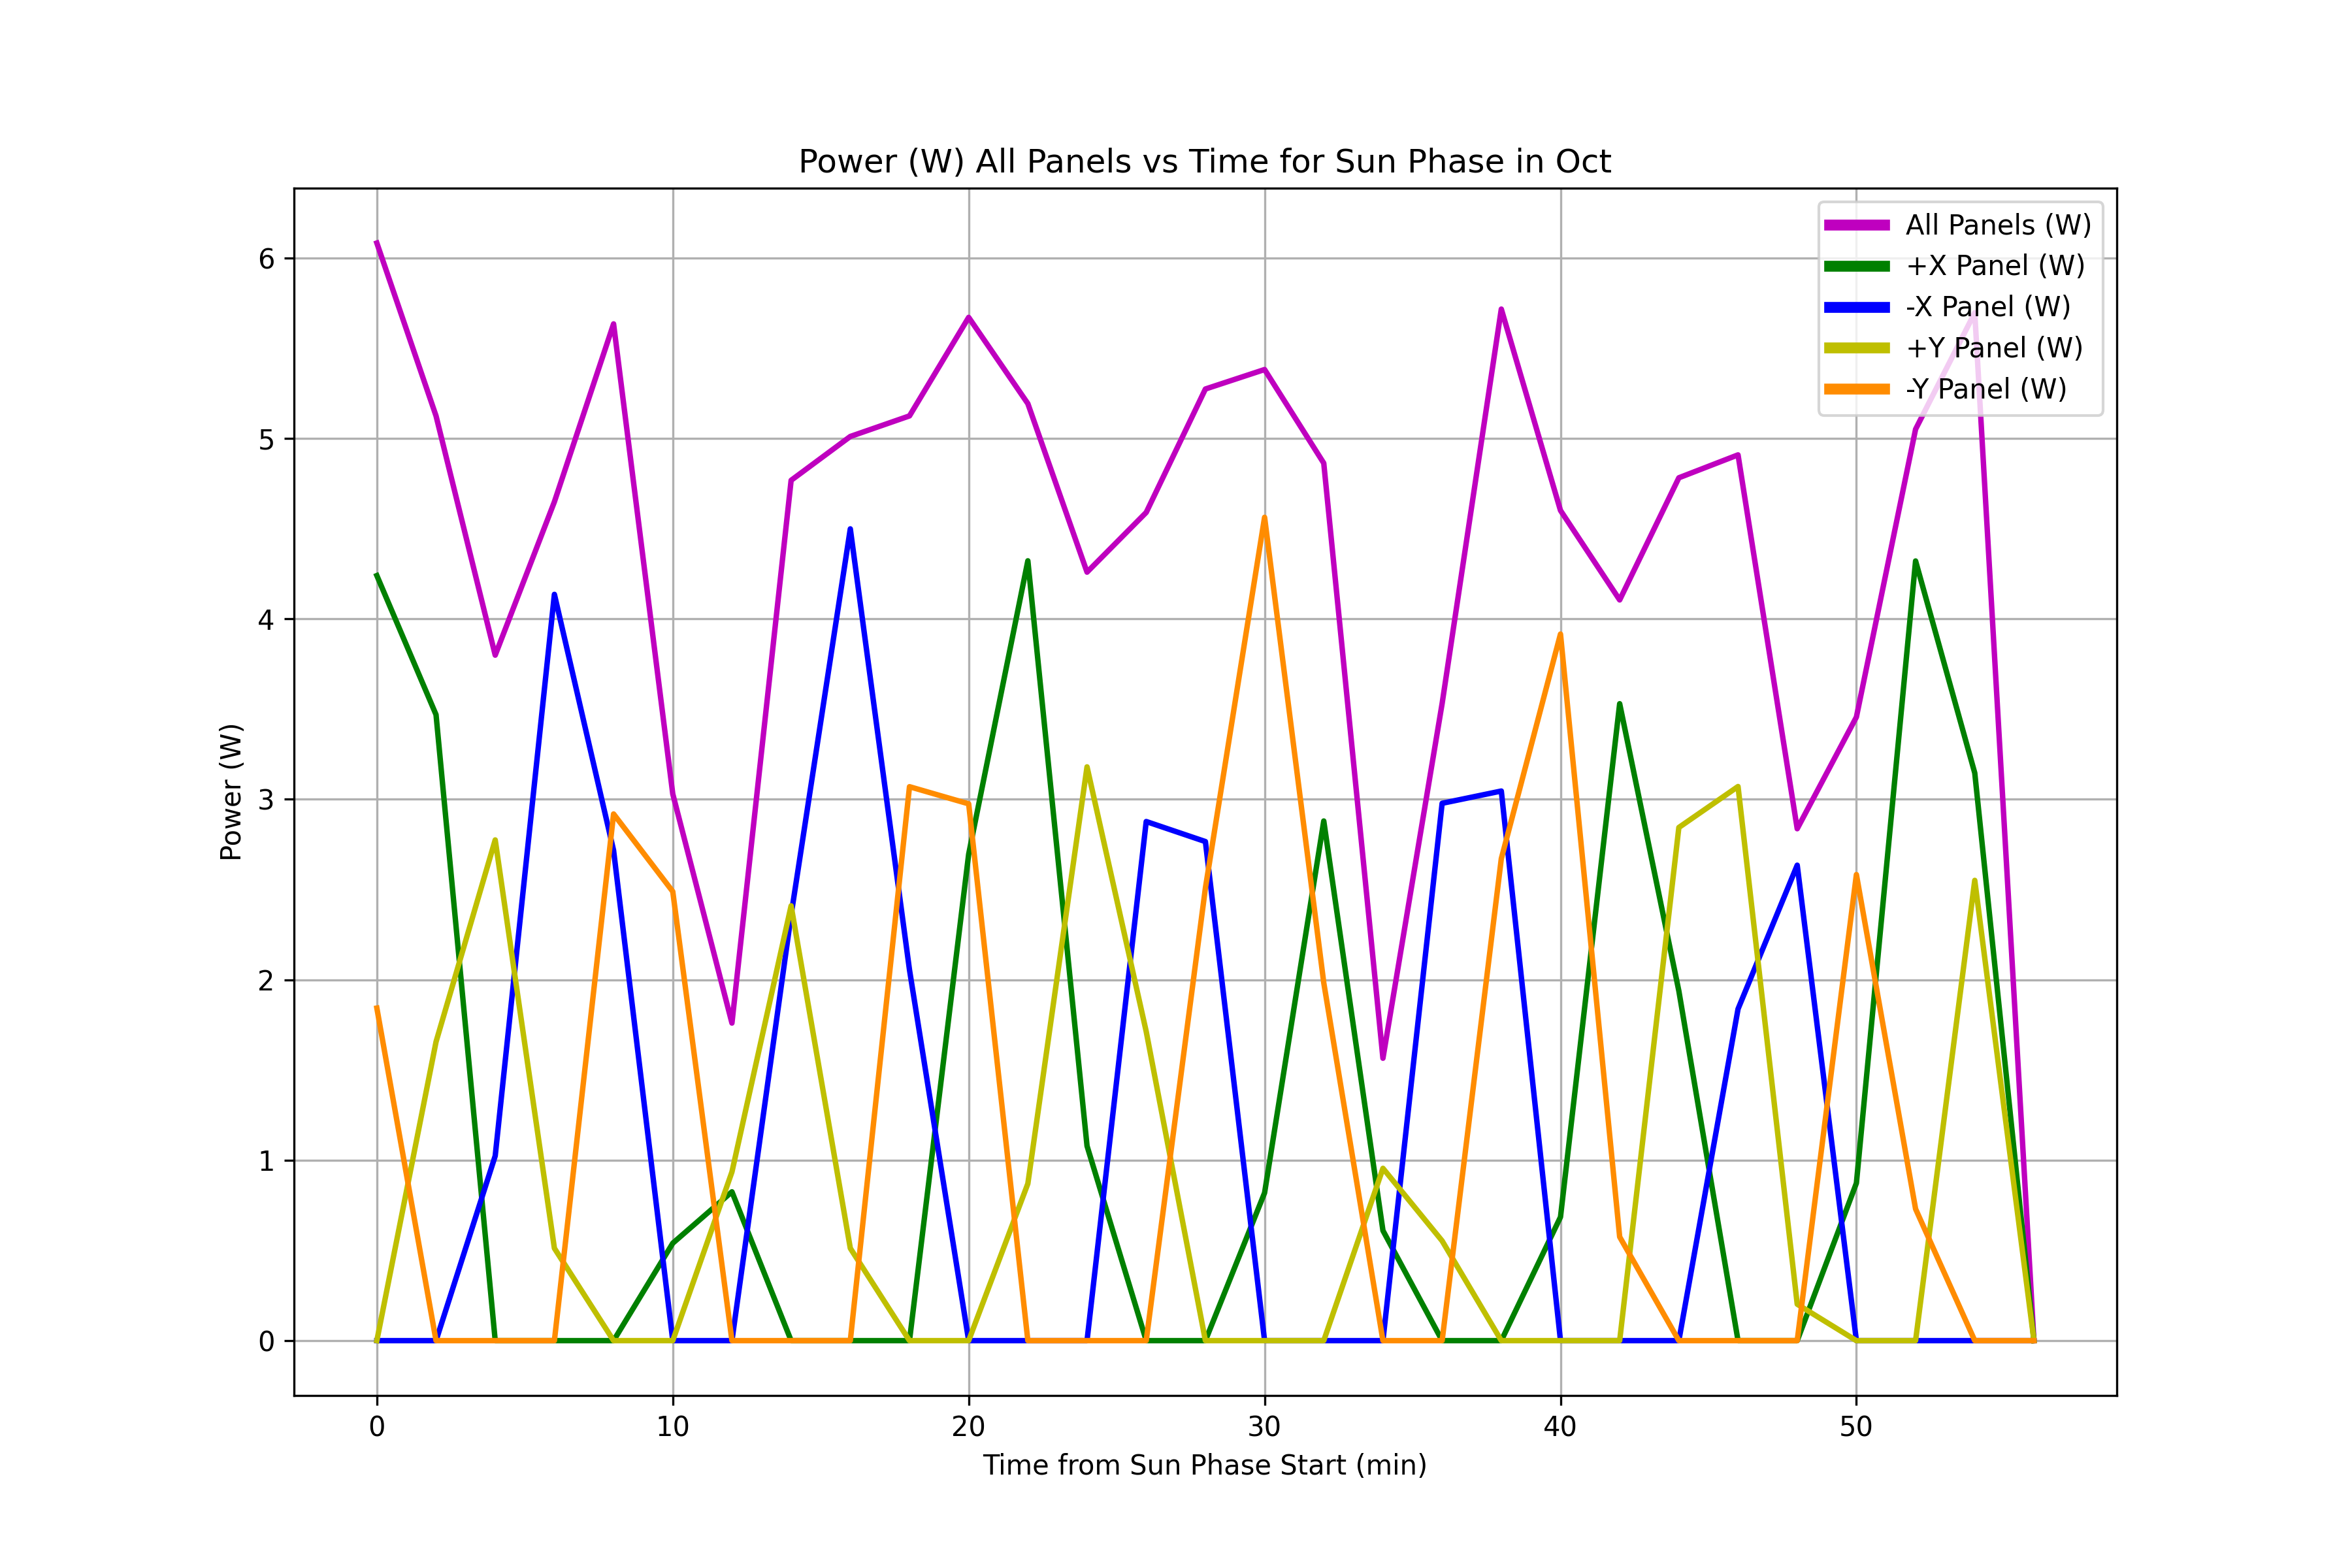 Power (W) All Panels vs Time for Sun Phase in Oct
All Panels (W)
+X Panel (W)
-X Panel (W)
+Y Panel (W)
-Y Panel (W)
6
5
4
3
2
1
0
Power (W)
0 10 20 30 40 50
Time from Sun Phase Start (min)